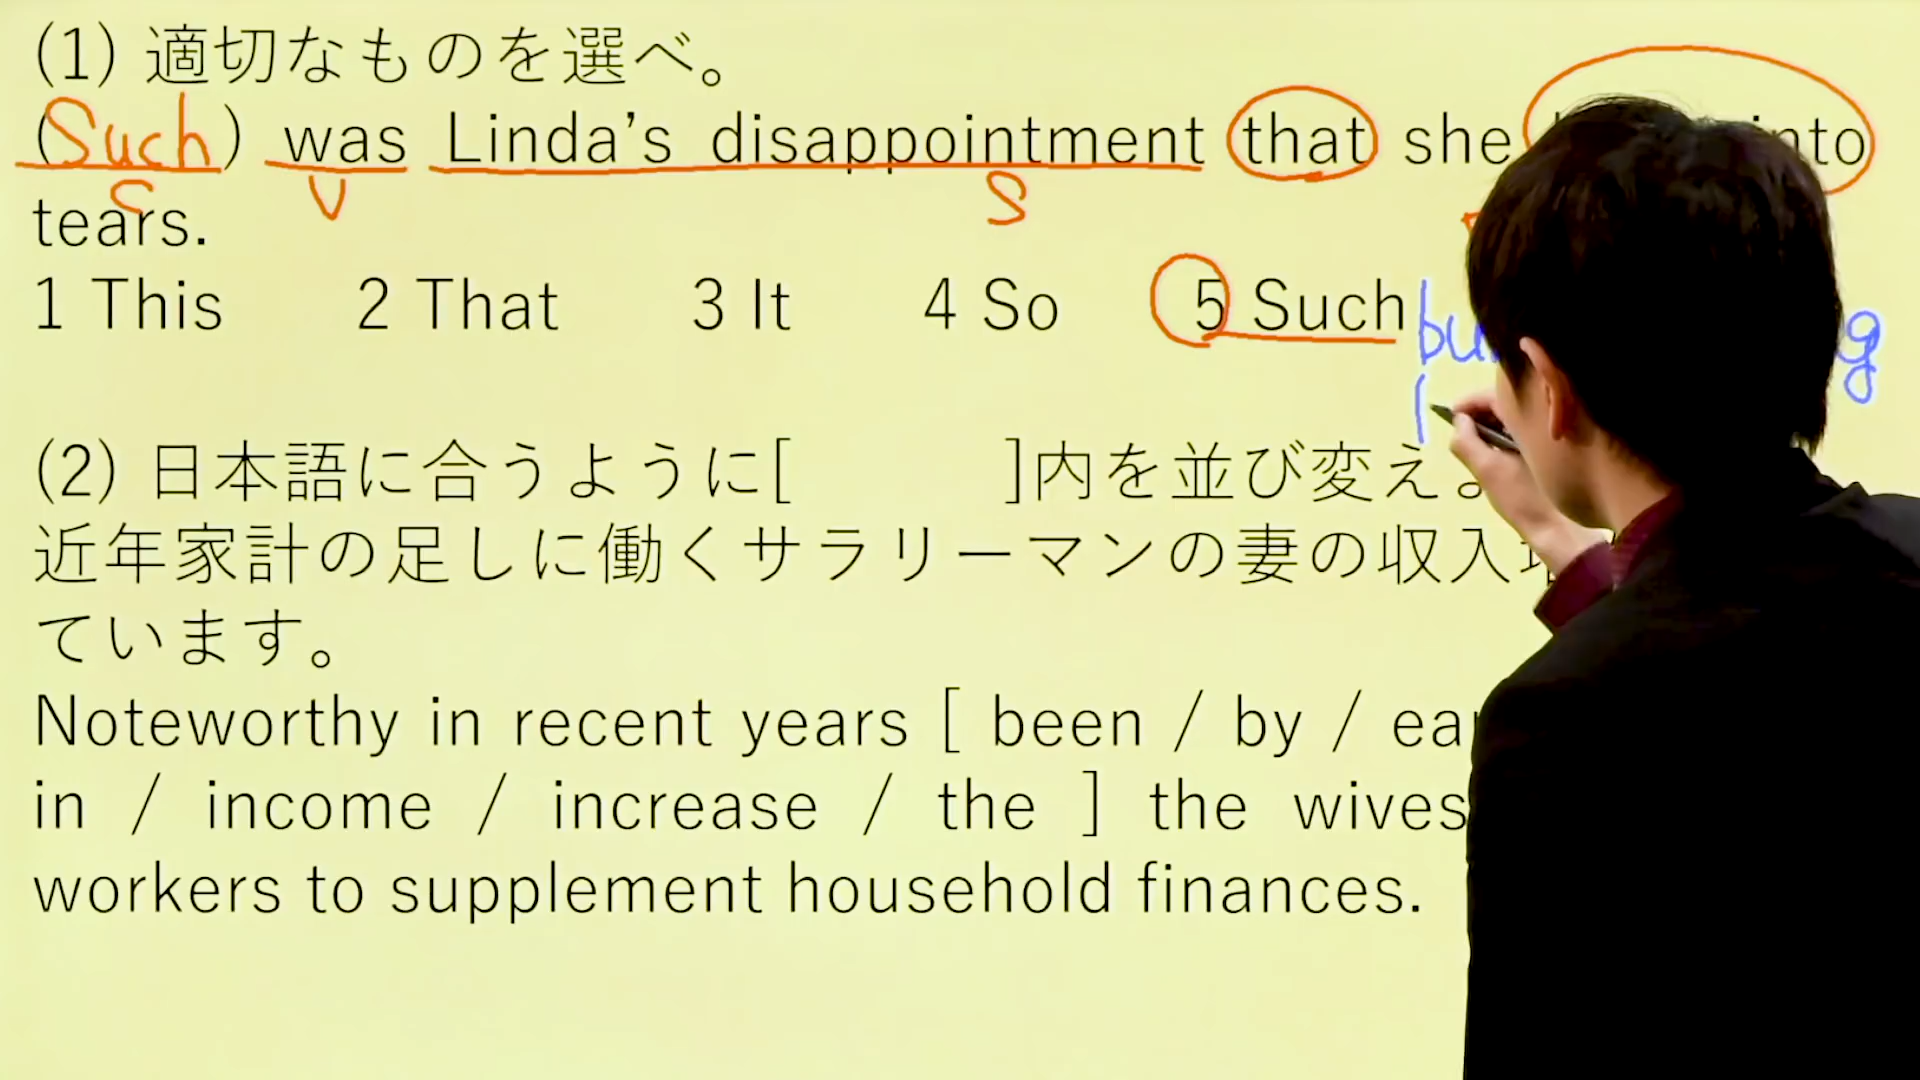 (1) 適切なものを選べ。
(Such) was Linda's disappointment that she into
C V S
tears.
1 This 2 That 3 It 4 So 5 Such
g
(2) 日本語に合うように[ ]内を並び変えよ
近年家計の足しに働くサラリーマンの妻の収入
ています。
Noteworthy in recent years [ been / by /
in / income / increase / the ] the wives
workers to supplement household finances.